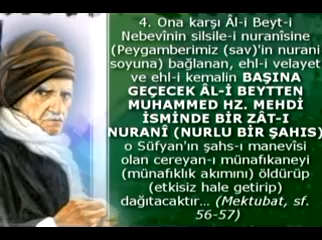 4. Ona karşı Âl-i Beyt-i
Nebevînin silsile-i nuranîsine
(Peygamberimiz (sav)'in nurani
soyuna) bağlanan, ehl-i velayet
ve ehl-i kemalin BAŞINA
GEÇECEK ÂL-İ BEYTTEN
MUHAMMED HZ. MEHDİ
İSMİNDE BİR ZÂT-I
NURANÎ (NURLU BİR ŞAHIS)
o Süfyan'ın şahs-ı manevîsi
olan cereyan-ı münafıkaneyi
(münafıklık akımını) öldürüp
(etkisiz hale getirip)
dağıtacaktır... (Mektubat, sf.
56-57)